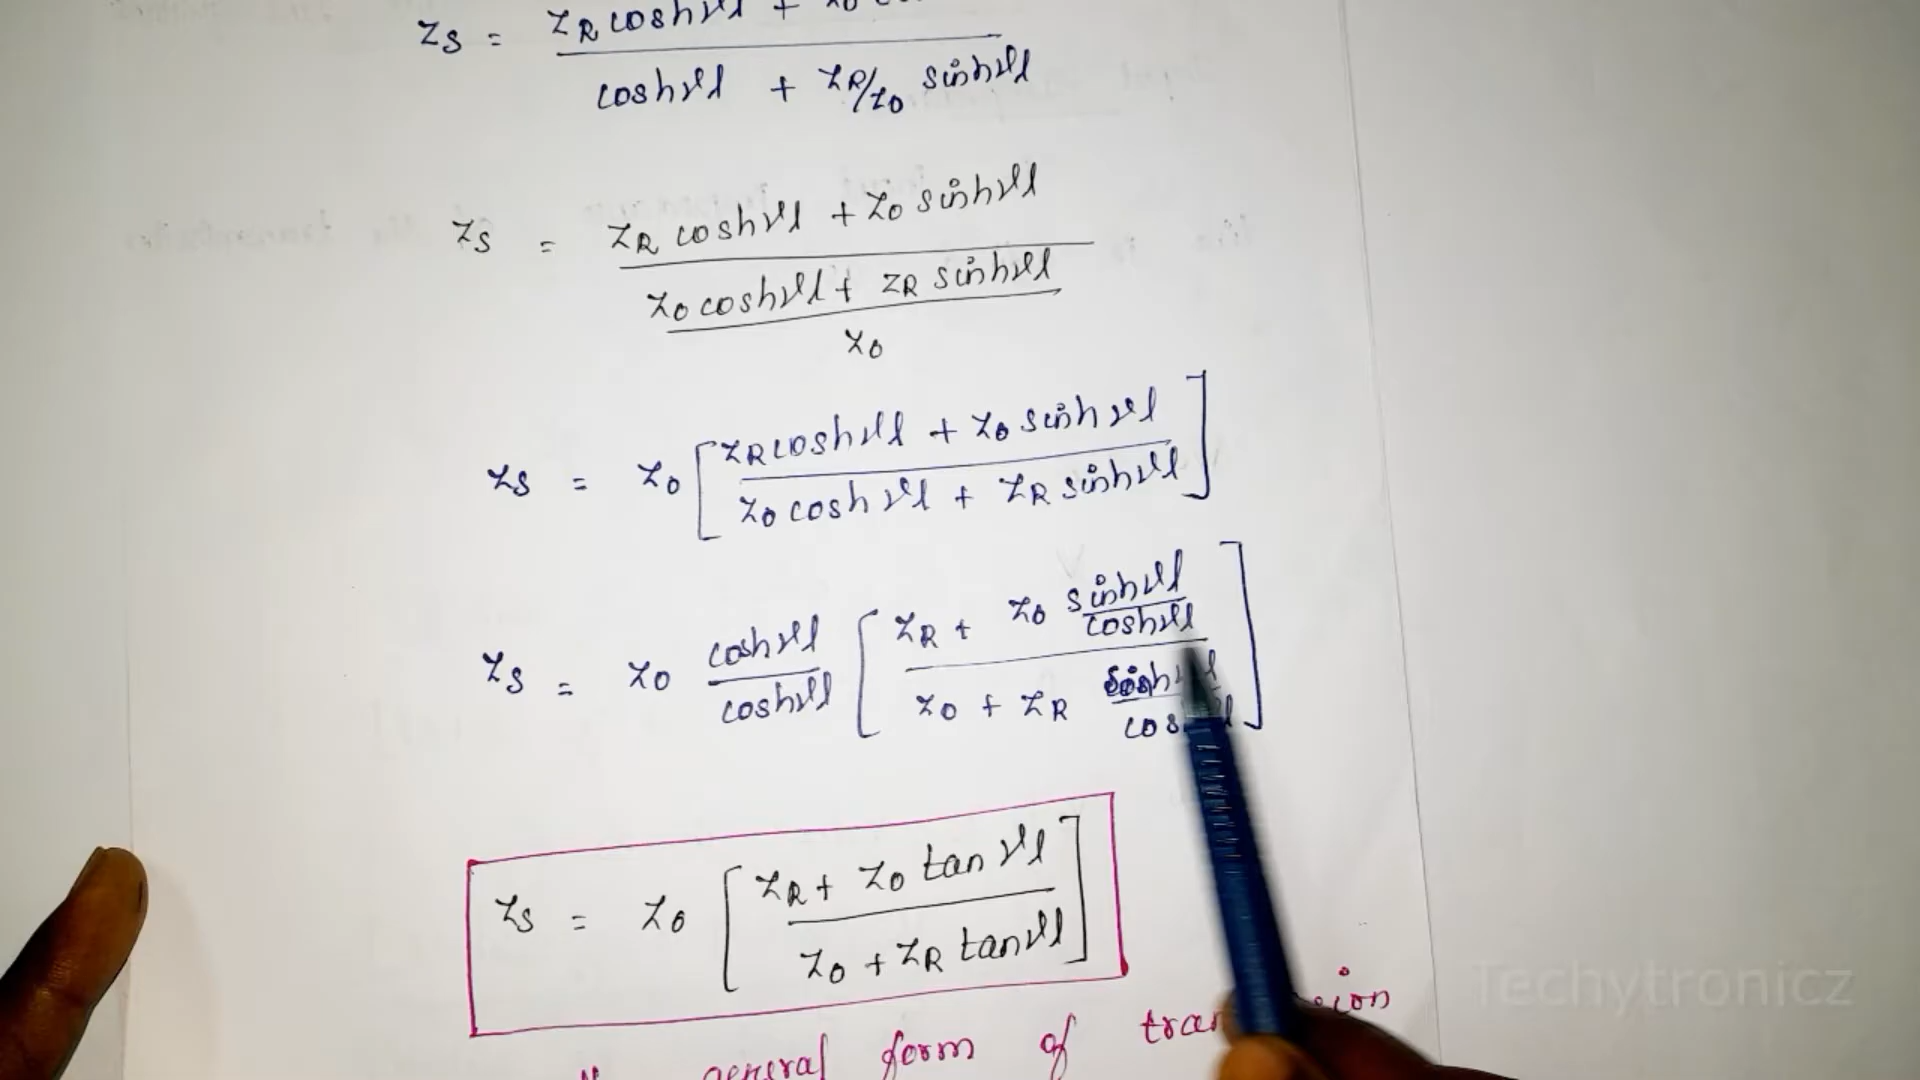 ZS = ZR coshγl + Z0
coshγl + ZR/Z0 sinhγl
ZS = ZR coshγl + Z0 sinhγl
Z0 coshγl + ZR sinhγl
Z0
ZS = Z0 [ ZR coshγl + Z0 sinhγl ]
Z0 coshγl + ZR sinhγl
ZS = Z0 coshγl [ ZR + Z0 sinhγl ]
coshγl
coshγl Z0 + ZR sinhγl
cos
ZS = Z0 [ ZR + Z0 tanγl ]
Z0 + ZR tanγl
general form of
Techytronicz